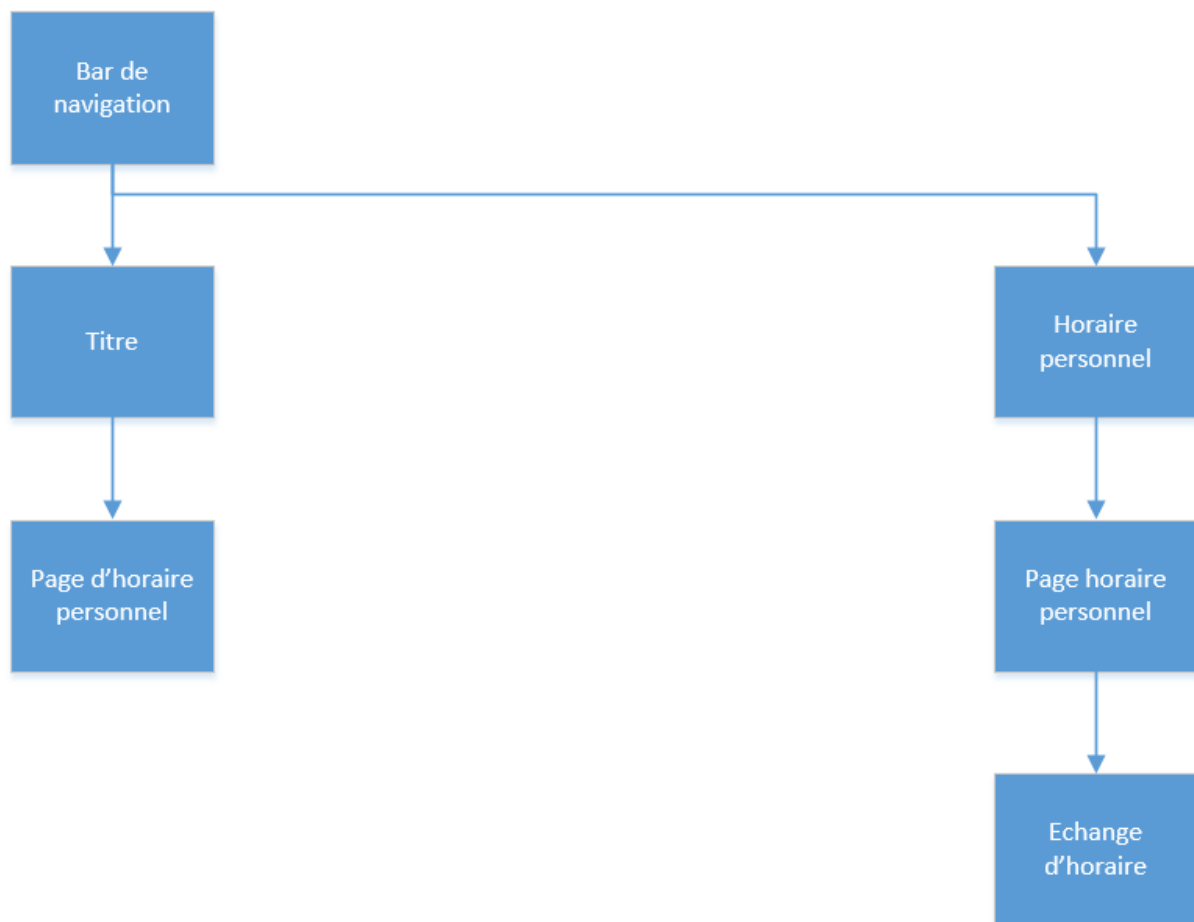 Bar de
navigation
Titre
Horaire
personnel
Page d’horaire
personnel
Page horaire
personnel
Echange
d’horaire